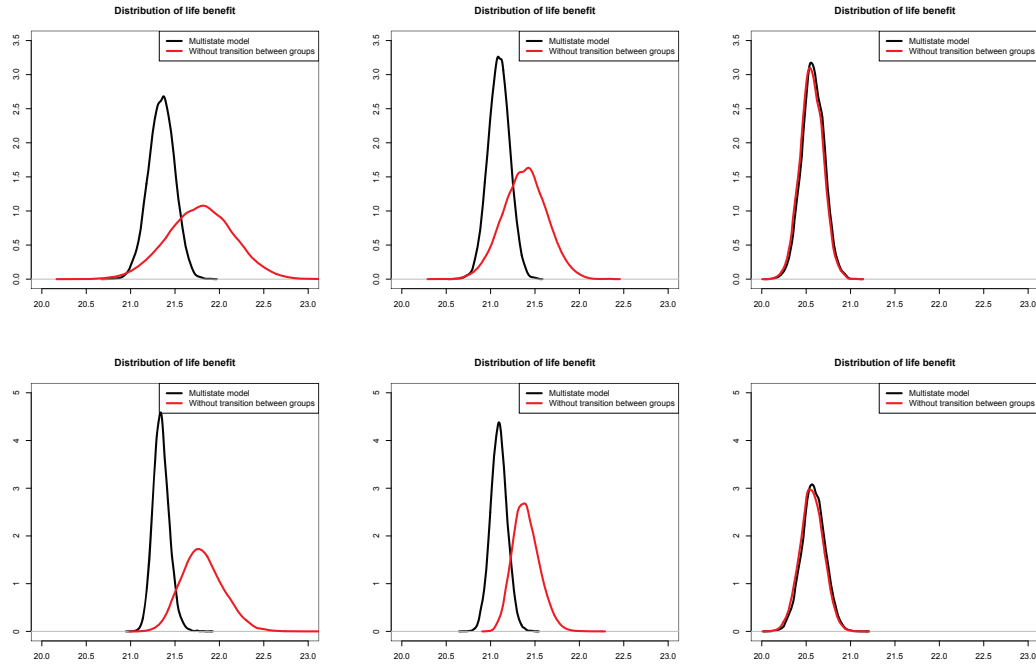 Distribution of life benefit
Multistate model
Without transition between groups
0.0 0.5 1.0 1.5 2.0 2.5 3.0 3.5
20.0 20.5 21.0 21.5 22.0 22.5 23.0
Distribution of life benefit
Multistate model
Without transition between groups
0.0 0.5 1.0 1.5 2.0 2.5 3.0 3.5
20.0 20.5 21.0 21.5 22.0 22.5 23.0
Distribution of life benefit
Multistate model
Without transition between groups
0.0 0.5 1.0 1.5 2.0 2.5 3.0 3.5
20.0 20.5 21.0 21.5 22.0 22.5 23.0
Distribution of life benefit
Multistate model
Without transition between groups
0 1 2 3 4 5
20.0 20.5 21.0 21.5 22.0 22.5 23.0
Distribution of life benefit
Multistate model
Without transition between groups
0 1 2 3 4 5
20.0 20.5 21.0 21.5 22.0 22.5 23.0
Distribution of life benefit
Multistate model
Without transition between groups
0 1 2 3 4 5
20.0 20.5 21.0 21.5 22.0 22.5 23.0